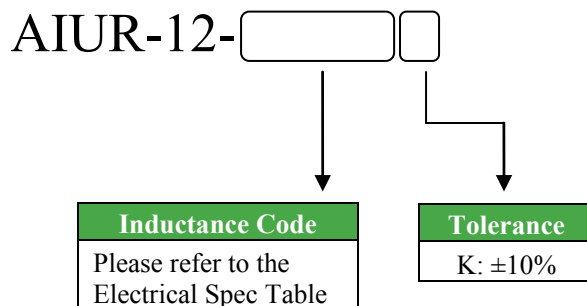 AIUR-12-
Inductance Code
Please refer to the
Electrical Spec Table
Tolerance
K: ±10%